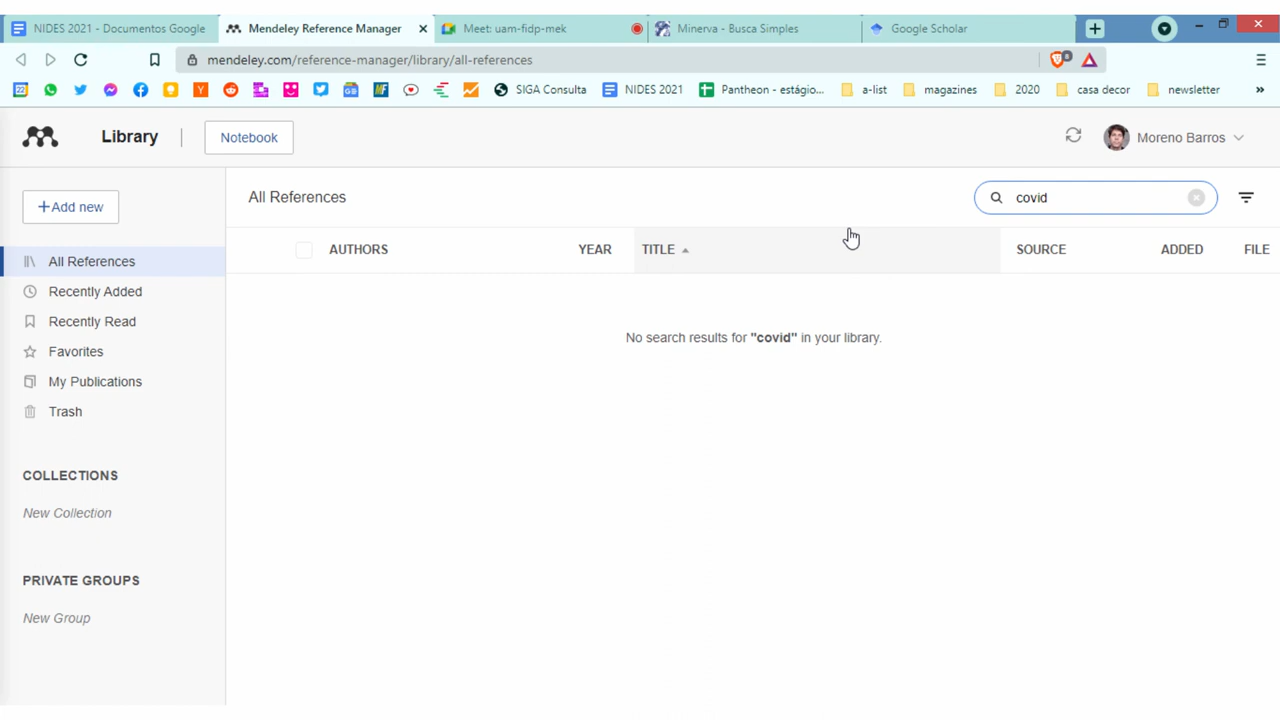 NIDES 2021 - Documentos Google
Mendeley Reference Manager
Meet: uam-fidp-mek
Minerva - Busca Simples
Google Scholar
mendeley.com/reference-manager/library/all-references
SIGA Consulta
NIDES 2021
Pantheon - estágio...
a-list
magazines
2020
casa decor
newsletter
Library
Notebook
Moreno Barros
+Add new
All References
covid
All References
Recently Added
Recently Read
Favorites
My Publications
Trash
COLLECTIONS
New Collection
PRIVATE GROUPS
New Group
AUTHORS YEAR TITLE SOURCE ADDED FILE
No search results for "covid" in your library.